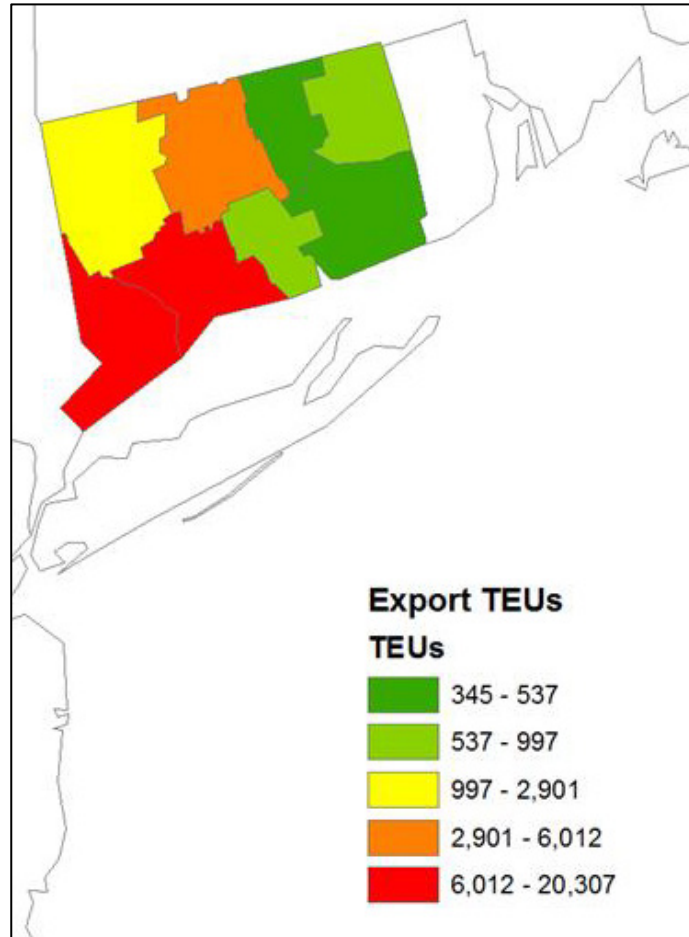 Export TEUs
TEUs
345 - 537
537 - 997
997 - 2,901
2,901 - 6,012
6,012 - 20,307